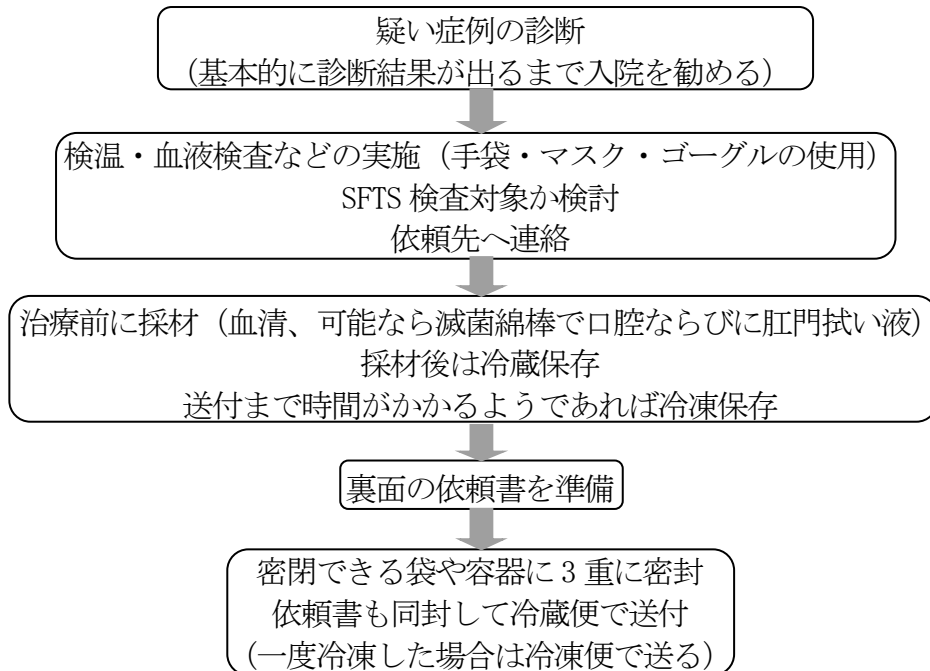 疑い症例の診断
（基本的に診断結果が出るまで入院を勧める）
検温・血液検査などの実施（手袋・マスク・ゴーグルの使用）
SFTS 検査対象か検討
依頼先へ連絡
治療前に採材（血清、可能なら滅菌綿棒で口腔ならびに肛門拭い液）
採材後は冷蔵保存
送付まで時間がかかるようであれば冷凍保存
裏面の依頼書を準備
密閉できる袋や容器に 3 重に密封
依頼書も同封して冷蔵便で送付
（一度冷凍した場合は冷凍便で送る）